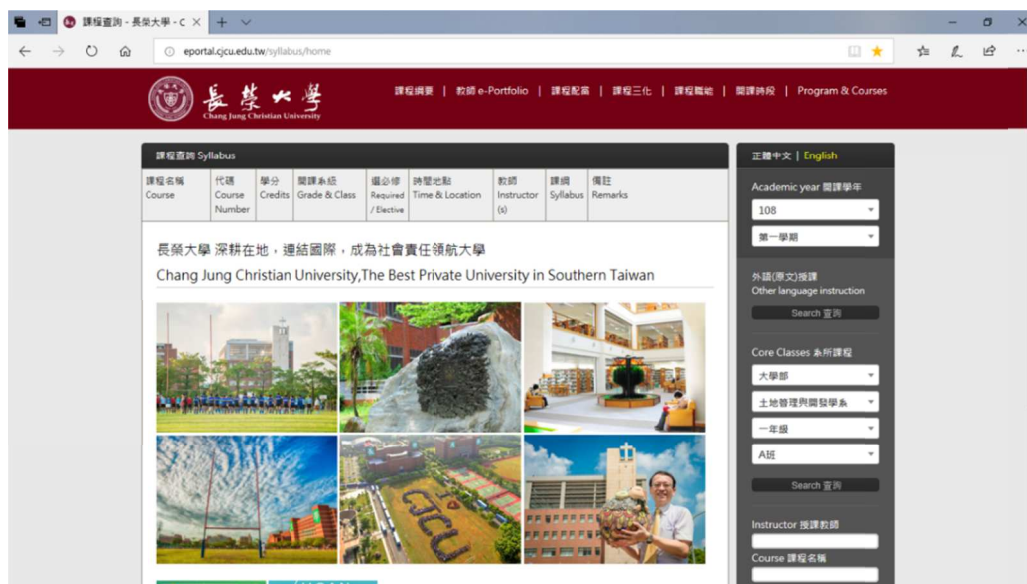 課程查詢 - 長榮大學 - C
eportal.cjcu.edu.tw/syllabus/home
長榮大學
Chang Jung Christian University
課程綱要 | 教師 e-Portfolio | 課程配當 | 課程三化 | 課程職能 | 開課時段 | Program & Courses
課程查詢 Syllabus
課程名稱
Course
代碼
Course
Number
學分
Credits
開課系級
Grade & Class
選必修
Required
/ Elective
時間地點
Time & Location
教師
Instructor
(s)
課綱
Syllabus
備註
Remarks
長榮大學 深耕在地，連結國際，成為社會責任領航大學
Chang Jung Christian University,The Best Private University in Southern Taiwan
CJCU
正體中文 | English
Academic year 開課學年
108
第一學期
外語(原文)授課
Other language instruction
Search 查詢
Core Classes 系所課程
大學部
土地管理與開發學系
一年級
A班
Search 查詢
Instructor 授課教師
Course 課程名稱